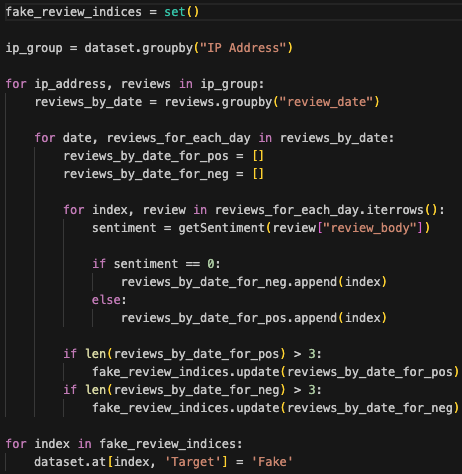 fake_review_indices = set()

ip_group = dataset.groupby("IP Address")

for ip_address, reviews in ip_group:
    reviews_by_date = reviews.groupby("review_date")

    for date, reviews_for_each_day in reviews_by_date:
        reviews_by_date_for_pos = []
        reviews_by_date_for_neg = []

        for index, review in reviews_for_each_day.iterrows():
            sentiment = getSentiment(review["review_body"])

            if sentiment == 0:
                reviews_by_date_for_neg.append(index)
            else:
                reviews_by_date_for_pos.append(index)

        if len(reviews_by_date_for_pos) > 3:
            fake_review_indices.update(reviews_by_date_for_pos)
        if len(reviews_by_date_for_neg) > 3:
            fake_review_indices.update(reviews_by_date_for_neg)

for index in fake_review_indices:
    dataset.at[index, 'Target'] = 'Fake'